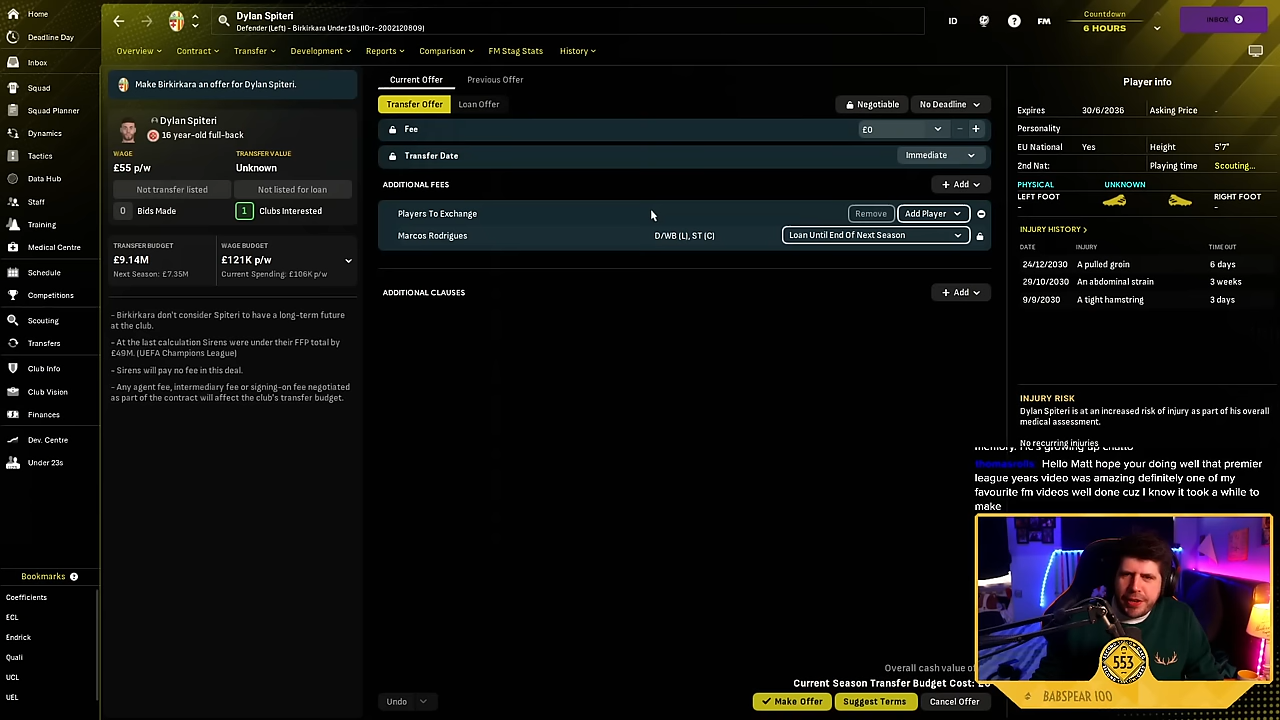 Home
Deadline Day
Inbox
Squad
Squad Planner
Dynamics
Tactics
Data Hub
Staff
Training
Medical Centre
Schedule
Competitions
Scouting
Transfers
Club Info
Club Vision
Finances
Dev. Centre
Under 23s
Bookmarks ?
Coefficients
ECL
Endrick
Quali
UCL
UEL
Dylan Spiteri
Defender (Left) - Birkirkara Under 19s (ID:r-2002120809)
ID
?
FM
Countdown
6 HOURS
INBOX
Overview
Contract
Transfer
Development
Reports
Comparison
FM Stag Stats
History
Make Birkirkara an offer for Dylan Spiteri.
Dylan Spiteri
16 year-old full-back
WAGE
TRANSFER VALUE
£55 p/w
Unknown
Not transfer listed
Not listed for loan
0 Bids Made
1 Clubs Interested
TRANSFER BUDGET
WAGE BUDGET
£9.14M
£121K p/w
Next Season: £7.35M
Current Spending: £106K p/w
- Birkirkara don't consider Spiteri to have a long-term future
at the club.
- At the last calculation Sirens were under their FFP total by
£49M. (UEFA Champions League)
- Sirens will pay no fee in this deal.
- Any agent fee, intermediary fee or signing-on fee negotiated
as part of the contract will affect the club's transfer budget.
Current Offer
Previous Offer
Transfer Offer
Loan Offer
Negotiable
No Deadline
Fee
£0
Transfer Date
Immediate
ADDITIONAL FEES
+ Add
Players To Exchange
Remove
Add Player
Marcos Rodrigues
D/WB (L), ST (C)
Loan Until End Of Next Season
ADDITIONAL CLAUSES
+ Add
Overall cash value of
Current Season Transfer Budget Cost:
Undo
Make Offer
Suggest Terms
Cancel Offer
Player info
Expires 30/6/2036
Asking Price -
Personality
EU National Yes
Height 5'7"
2nd Nat:
Playing time Scouting...
PHYSICAL
UNKNOWN
LEFT FOOT
-
RIGHT FOOT
-
INJURY HISTORY
DATE INJURY TIME OUT
24/12/2030 A pulled groin 6 days
29/10/2030 An abdominal strain 3 weeks
9/9/2030 A tight hamstring 3 days
INJURY RISK
Dylan Spiteri is at an increased risk of injury as part of his overall
medical assessment.
No recurring injuries
Hello Matt hope your doing well that premier
league years video was amazing definitely one of my
favourite fm videos well done cuz I know it took a while to
make
553
BABSPEAR 100